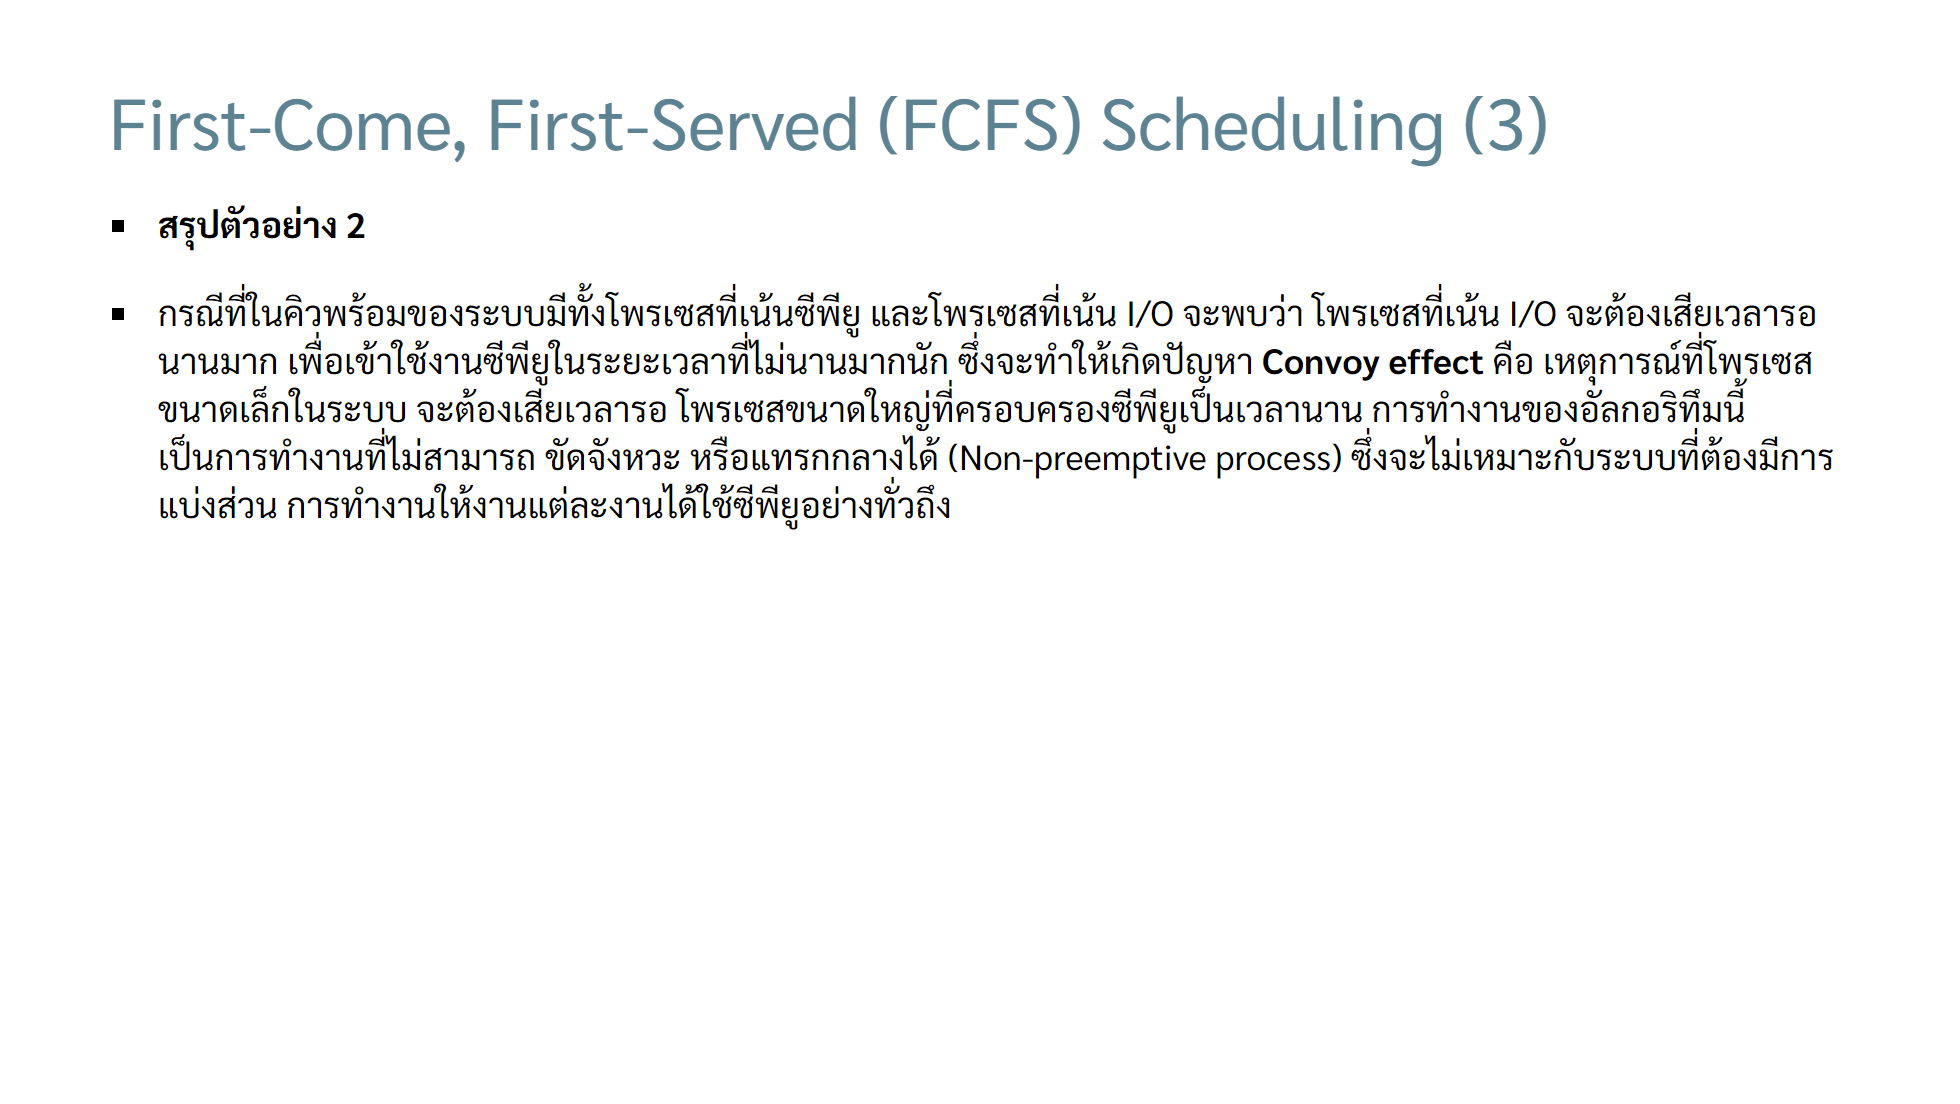 First-Come, First-Served (FCFS) Scheduling (3)
▪ สรุปตัวอย่าง 2
▪ กรณีที่ในคิวพร้อมของระบบมีทั้งโพรเซสที่เน้นซีพียู และโพรเซสที่เน้น I/O จะพบว่า โพรเซสที่เน้น I/O จะต้องเสียเวลารอ
นานมาก เพื่อเข้าใช้งานซีพียูในระยะเวลาที่ไม่นานมากนัก ซึ่งจะทำให้เกิดปัญหา Convoy effect คือ เหตุการณ์ที่โพรเซส
ขนาดเล็กในระบบ จะต้องเสียเวลารอ โพรเซสขนาดใหญ่ที่ครอบครองซีพียูเป็นเวลานาน การทำงานของอัลกอริทึมนี้
เป็นการทำงานที่ไม่สามารถ ขัดจังหวะ หรือแทรกกลางได้ (Non-preemptive process) ซึ่งจะไม่เหมาะกับระบบที่ต้องมีการ
แบ่งส่วน การทำงานให้งานแต่ละงานได้ใช้ซีพียูอย่างทั่วถึง